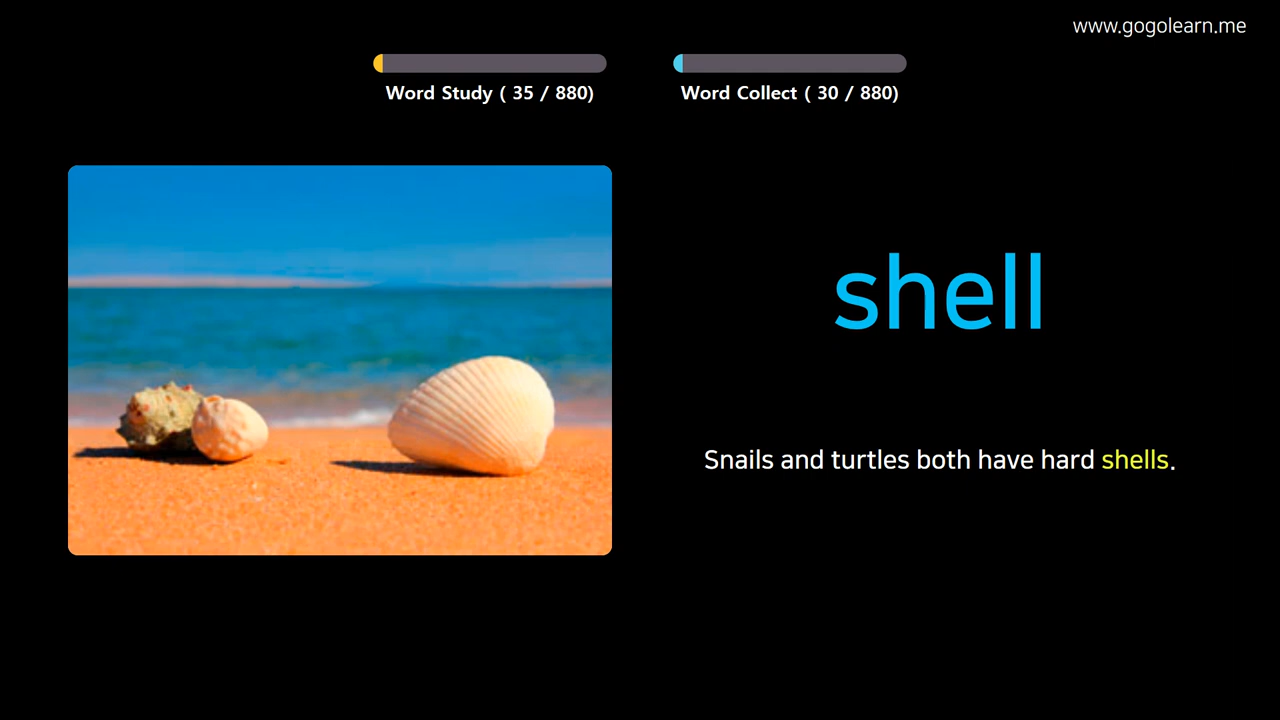 www.gogolearn.me
Word Study ( 35 / 880)
Word Collect ( 30 / 880)
shell
Snails and turtles both have hard shells.